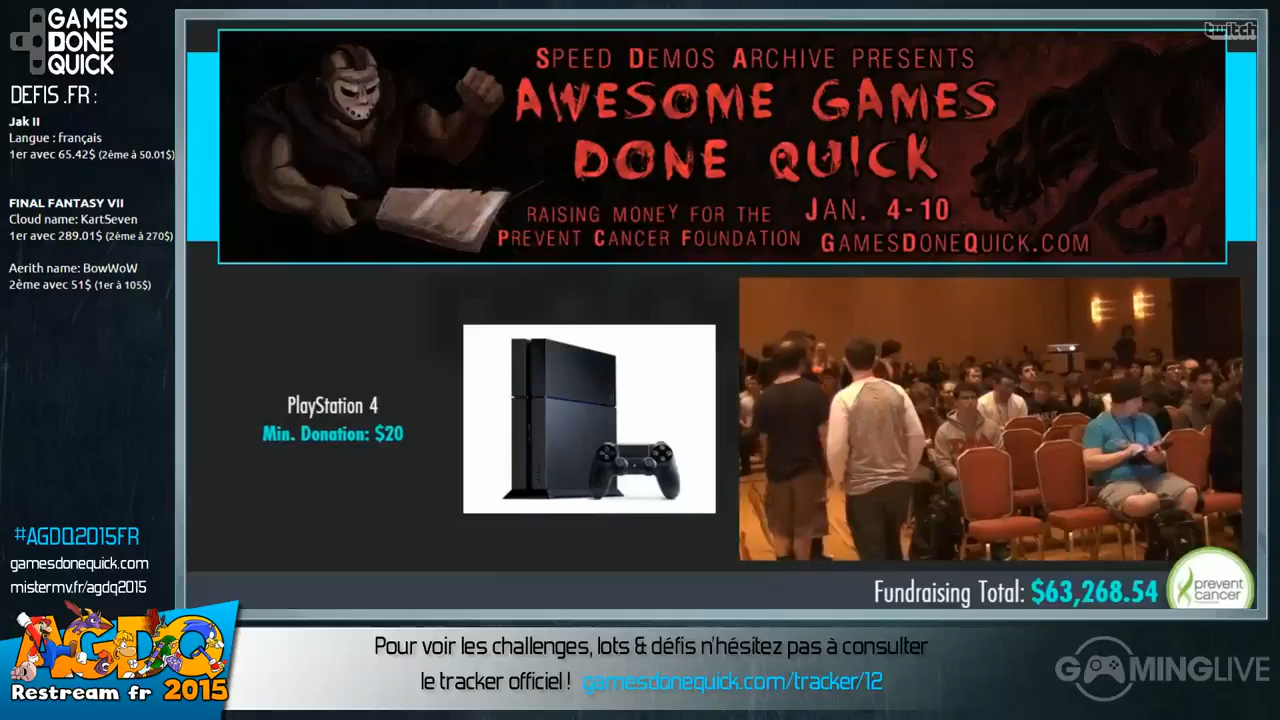 GAMES
DONE
QUICK
DEFIS .FR :
Jak II
Langue : français
1er avec 65.42$ (2ème à 50.01$)
FINAL FANTASY VII
Cloud name: KartSeven
1er avec 289.01$ (2ème à 270$)
Aerith name: BowWoW
2ème avec 51$ (1er à 105$)
#AGDQ2015FR
gamesdonequick.com
mistermv.fr/agdq2015
AGDQ
Restream fr 2015
twitch
SPEED DEMOS ARCHIVE PRESENTS
AWESOME GAMES
DONE QUICK
RAISING MONEY FOR THE
PREVENT CANCER FOUNDATION
JAN. 4-10
GAMESDONEQUICK.COM
PlayStation 4
Min. Donation: $20
Fundraising Total: $63,268.54
prevent
cancer
Pour voir les challenges, lots & défis n'hésitez pas à consulter
le tracker officiel ! gamesdonequick.com/tracker/12
GAMINGLIVE